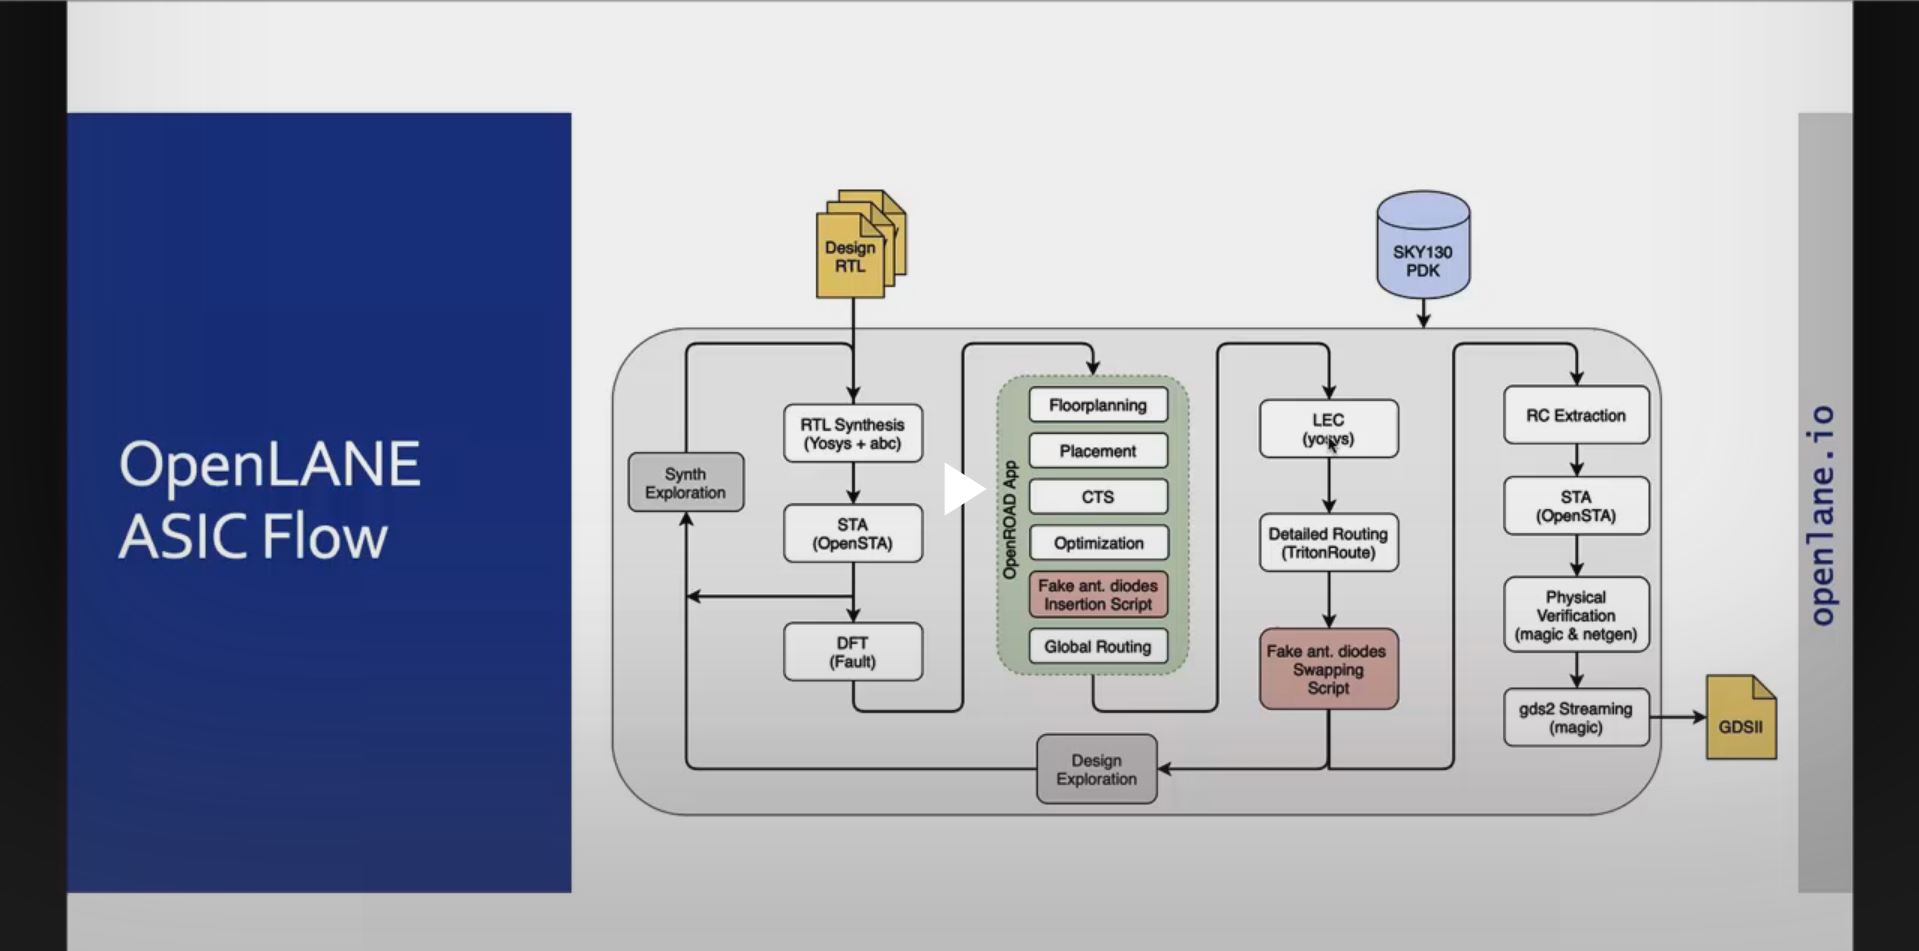 OpenLANE
ASIC Flow
Design
RTL
SKY130
PDK
Synth
Exploration
RTL Synthesis
(Yosys + abc)
STA
(OpenSTA)
DFT
(Fault)
OpenROAD App
Floorplanning
Placement
CTS
Optimization
Fake ant. diodes
Insertion Script
Global Routing
LEC
(yosys)
Detailed Routing
(TritonRoute)
Fake ant. diodes
Swapping
Script
Design
Exploration
RC Extraction
STA
(OpenSTA)
Physical
Verification
(magic & netgen)
gds2 Streaming
(magic)
GDSII
openlane.io